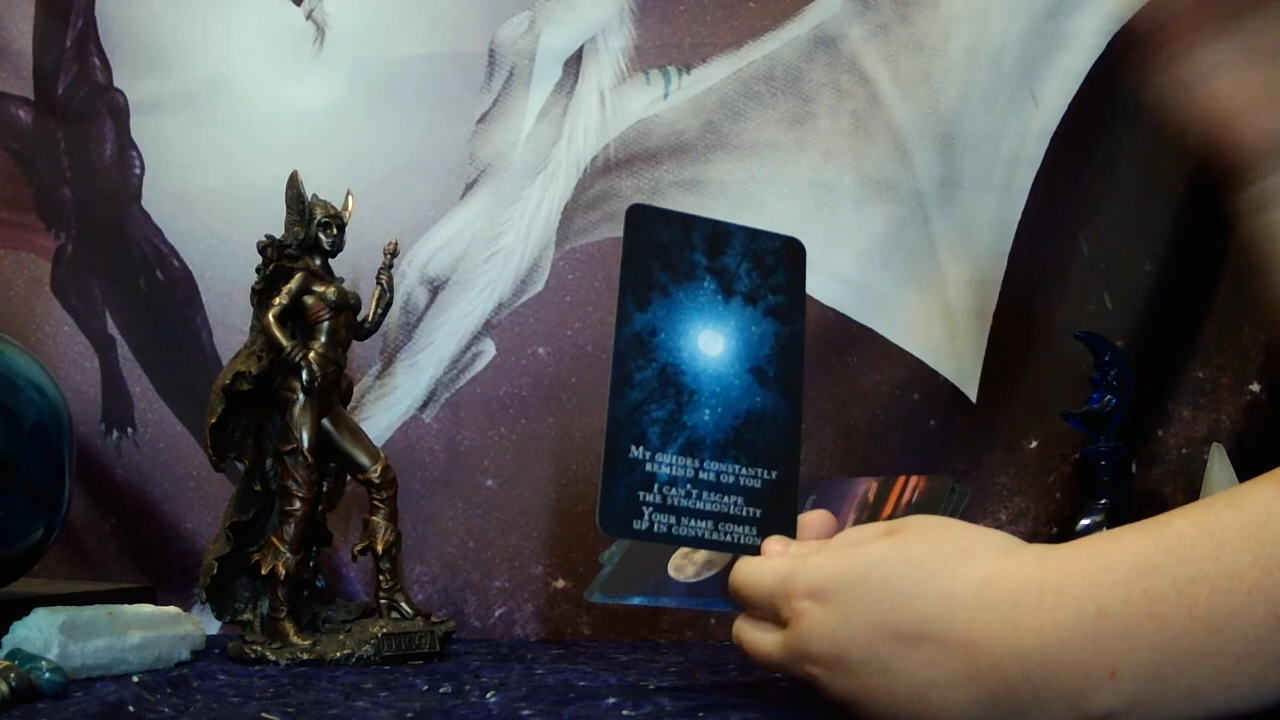 My guides constantly
remind me of you
I can't escape
the synchronicity
Your name comes
up in conversation